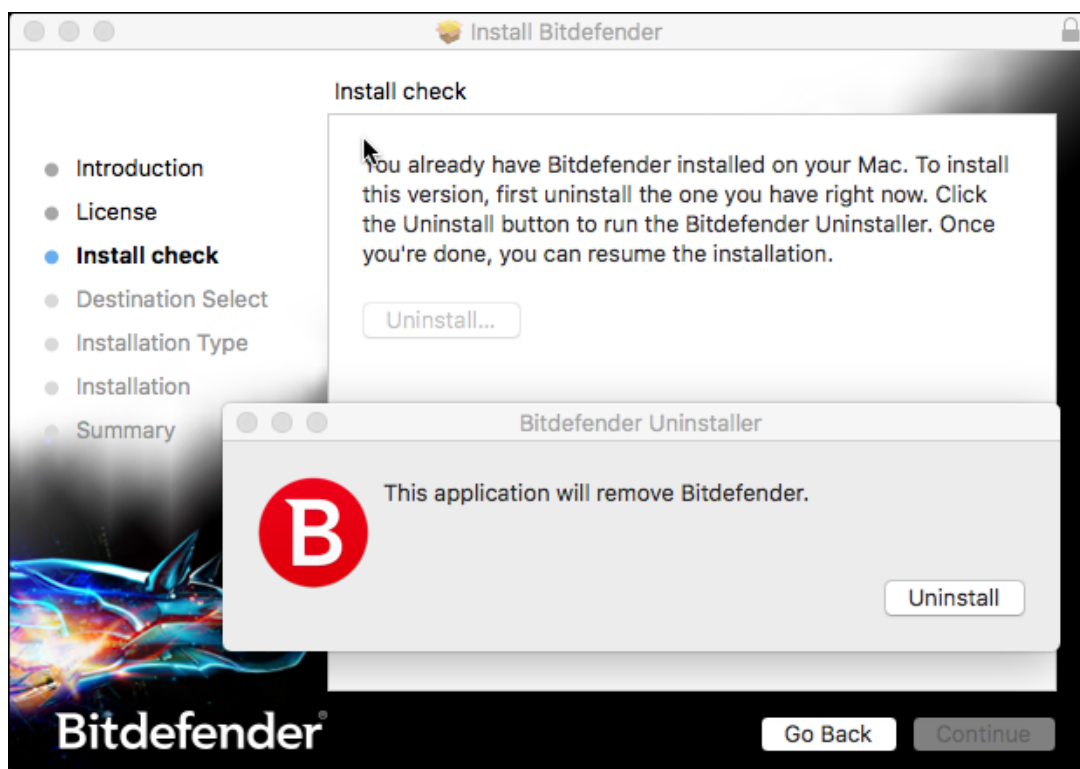 Install Bitdefender
Install check
Introduction
License
Install check
Destination Select
Installation Type
Installation
Summary
You already have Bitdefender installed on your Mac. To install
this version, first uninstall the one you have right now. Click
the Uninstall button to run the Bitdefender Uninstaller. Once
you're done, you can resume the installation.
Uninstall...
Bitdefender Uninstaller
B
This application will remove Bitdefender.
Uninstall
Bitdefender®
Go Back
Continue